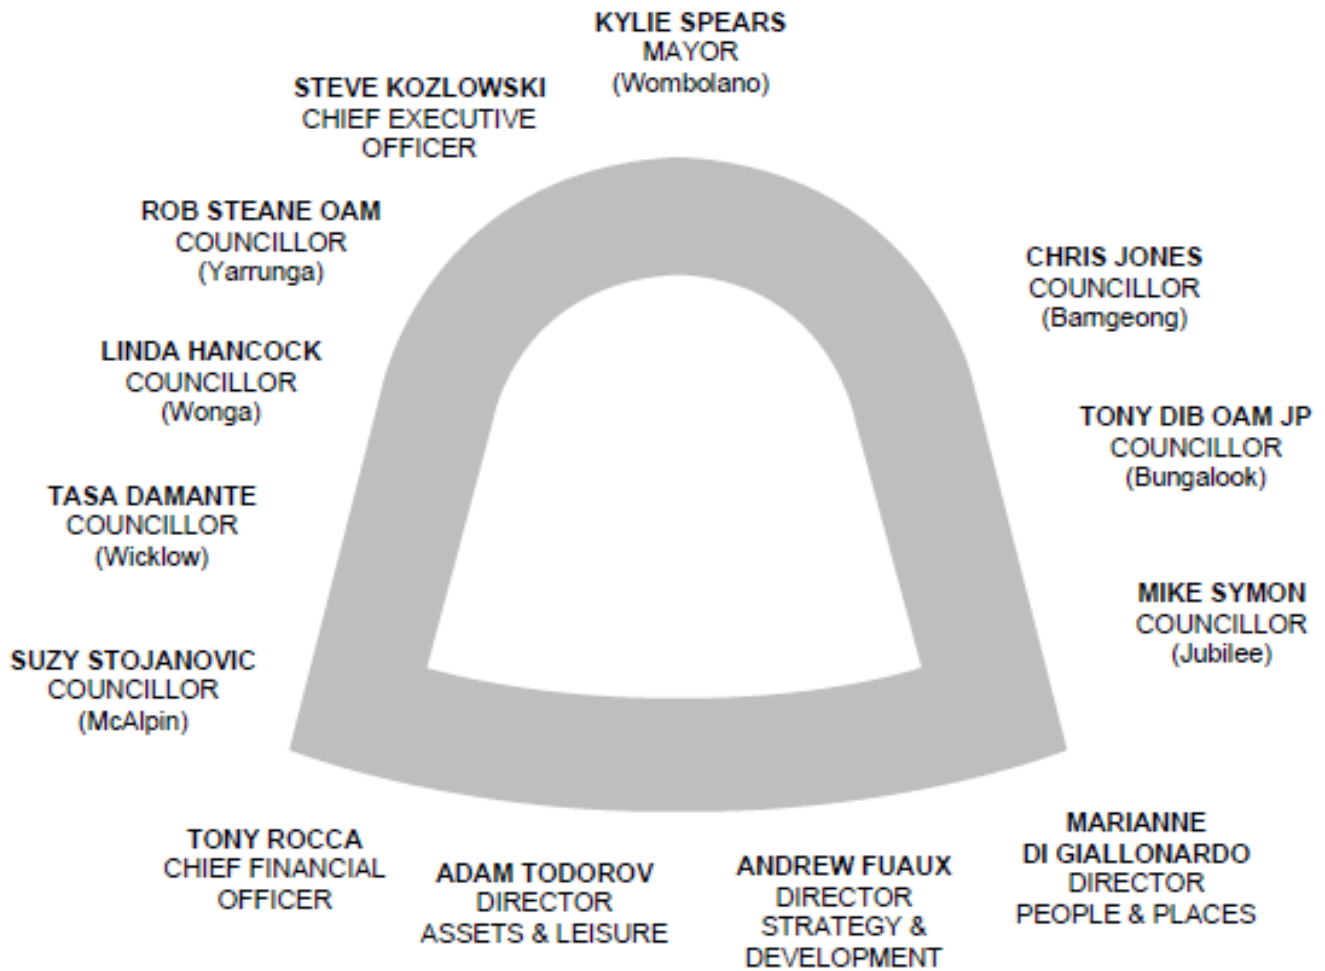 KYLIE SPEARS
MAYOR
(Wombolano)
STEVE KOZLOWSKI
CHIEF EXECUTIVE
OFFICER
ROB STEANE OAM
COUNCILLOR
(Yarrunga)
CHRIS JONES
COUNCILLOR
(Barngeong)
LINDA HANCOCK
COUNCILLOR
(Wonga)
TONY DIB OAM JP
COUNCILLOR
(Bungalook)
TASA DAMANTE
COUNCILLOR
(Wicklow)
MIKE SYMON
COUNCILLOR
(Jubilee)
SUZY STOJANOVIC
COUNCILLOR
(McAlpin)
TONY ROCCA
CHIEF FINANCIAL
OFFICER
ADAM TODOROV
DIRECTOR
ASSETS & LEISURE
ANDREW FUAUX
DIRECTOR
STRATEGY &
DEVELOPMENT
MARIANNE
DI GIALLONARDO
DIRECTOR
PEOPLE & PLACES